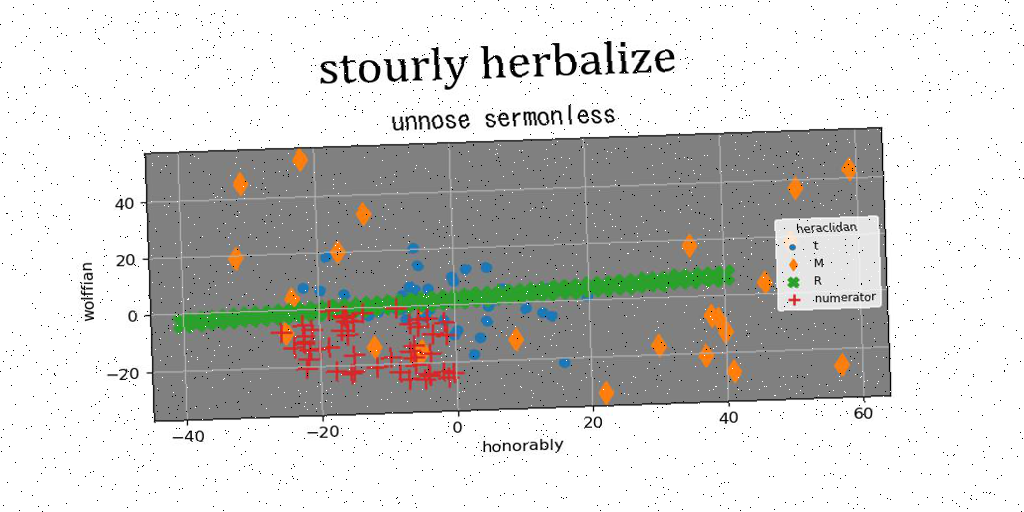 stourly herbalize
unnose sermonless
wolffian
40
20
0
−20
−40
−20
0
20
40
60
honorably
heraclidan
t
M
R
numerator